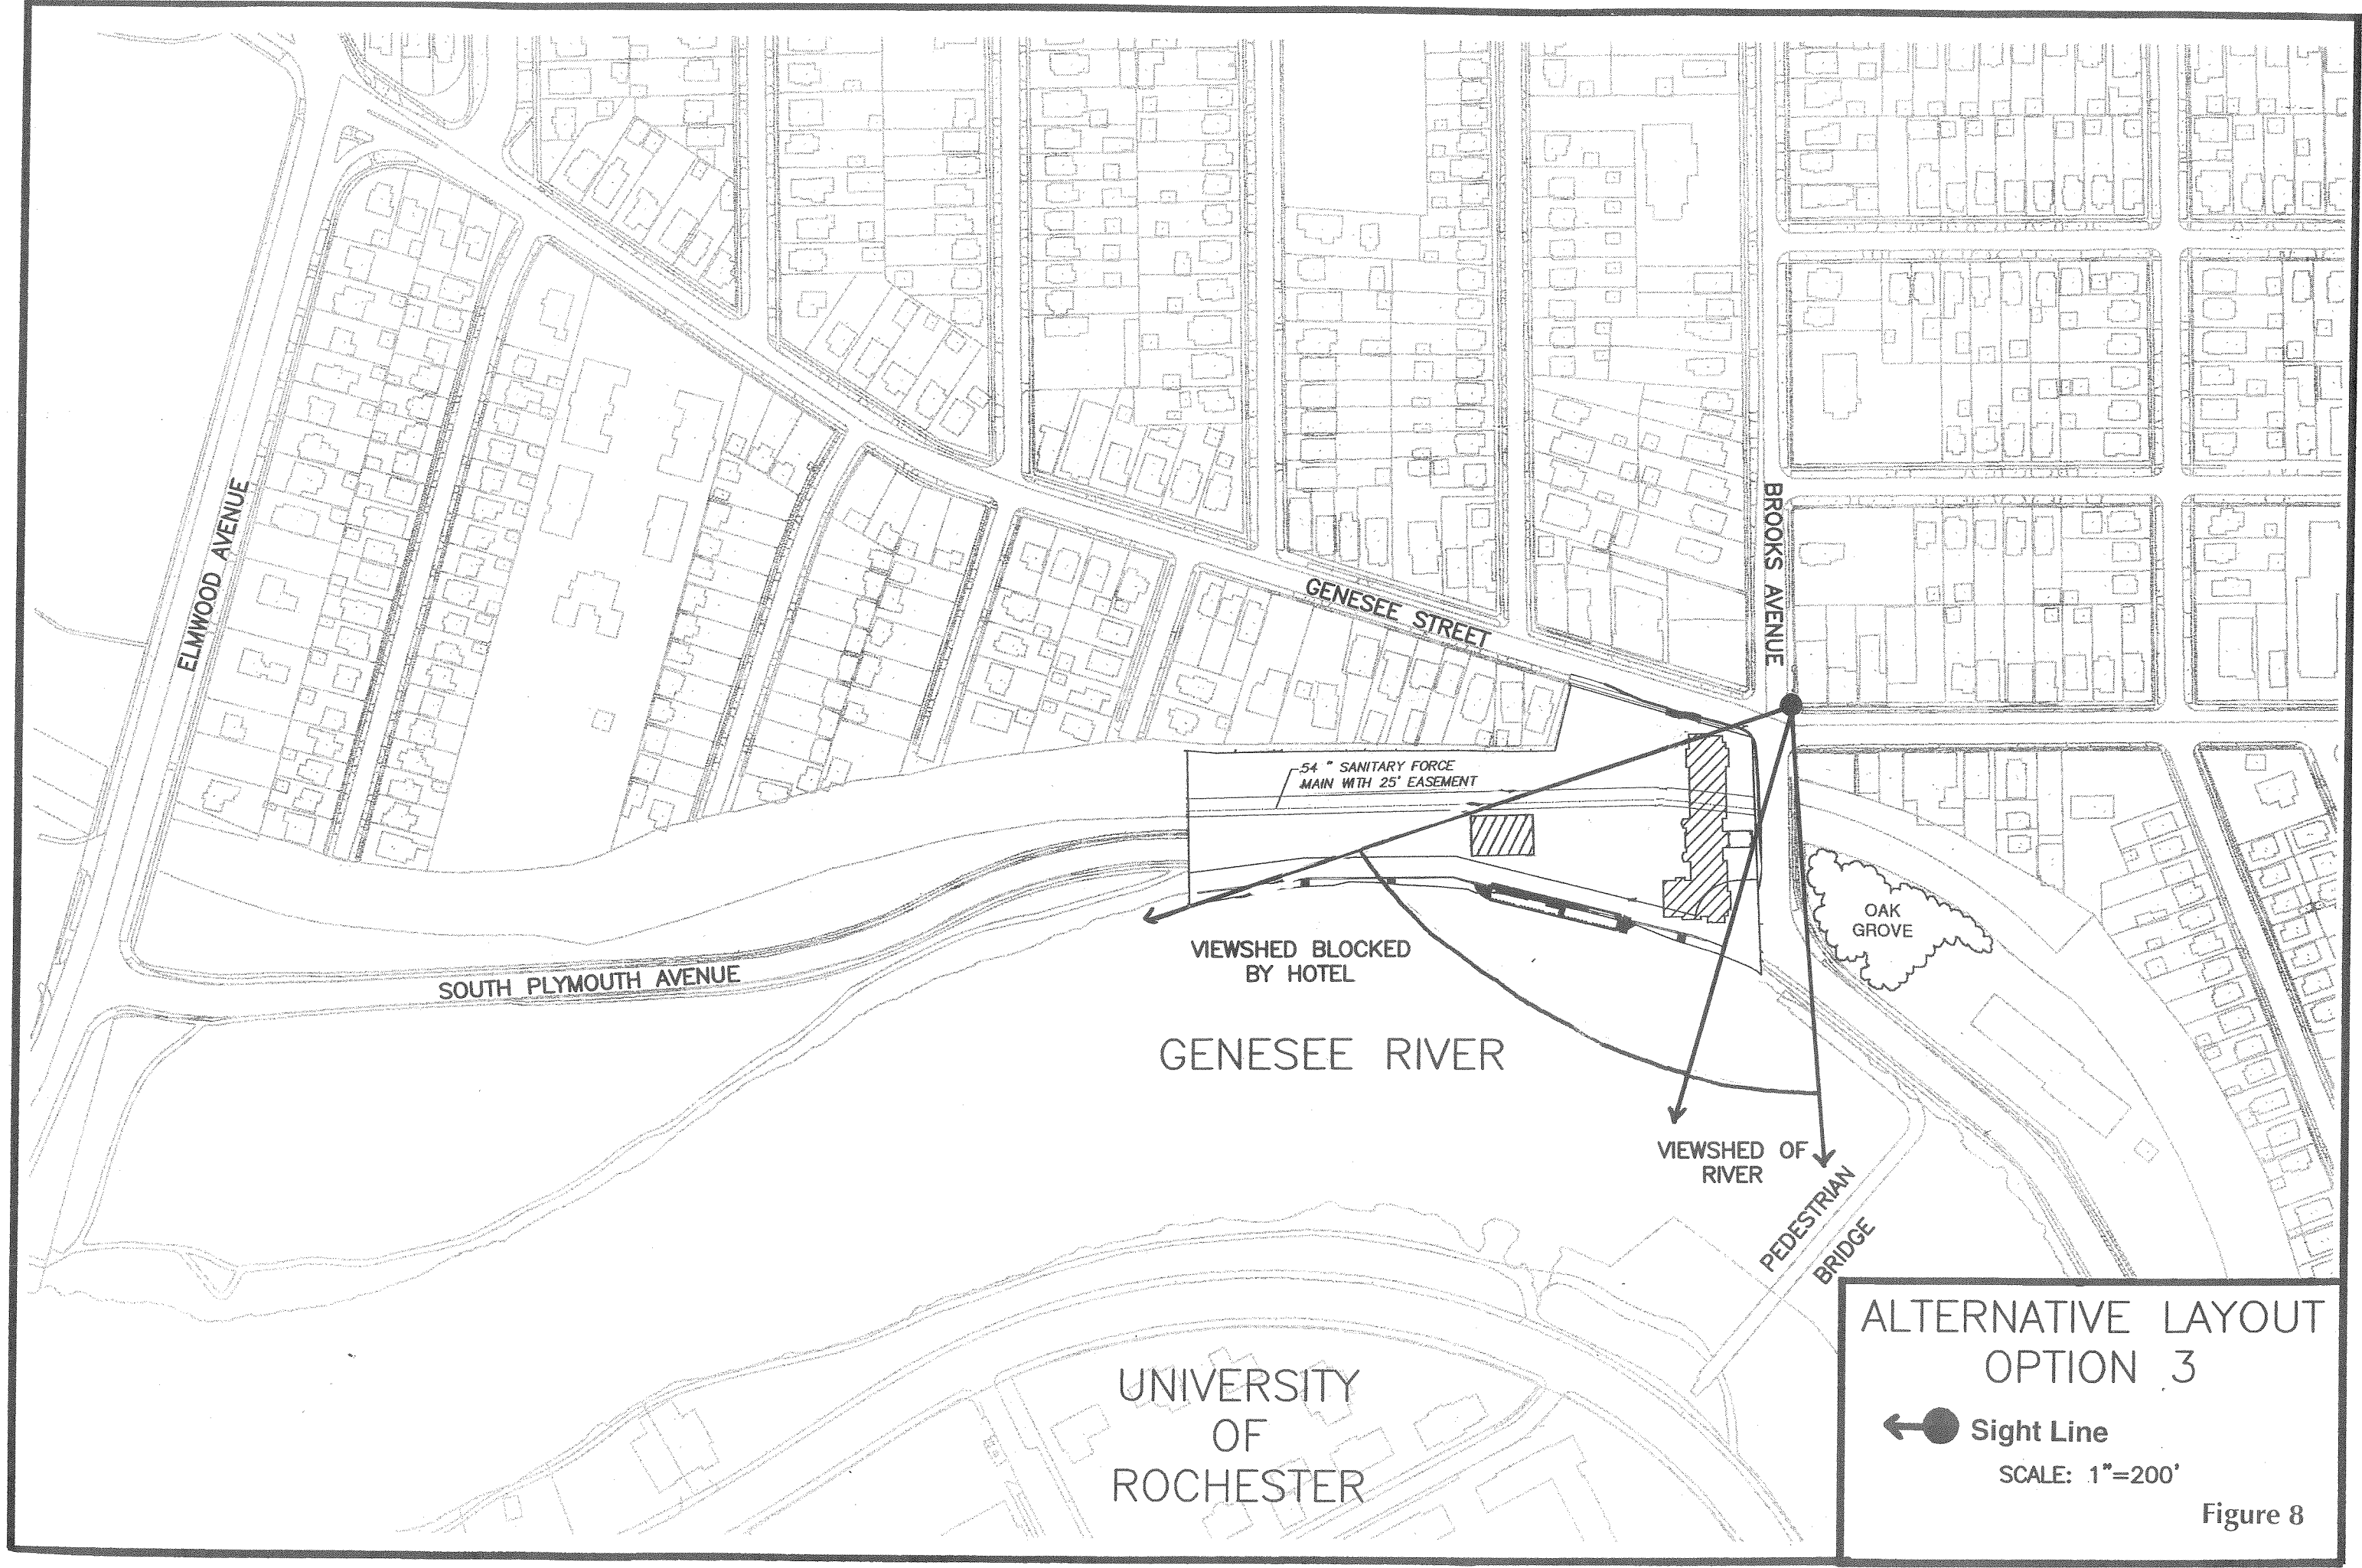 ELMWOOD AVENUE
GENESEE STREET
BROOKS AVENUE
54 " SANITARY FORCE
MAIN WITH 25' EASEMENT
OAK
GROVE
VIEWSHED BLOCKED
BY HOTEL
SOUTH PLYMOUTH AVENUE
GENESEE RIVER
VIEWSHED OF
RIVER
PEDESTRIAN
BRIDGE
UNIVERSITY
OF
ROCHESTER
ALTERNATIVE LAYOUT
OPTION 3
Sight Line
SCALE: 1"=200'
Figure 8